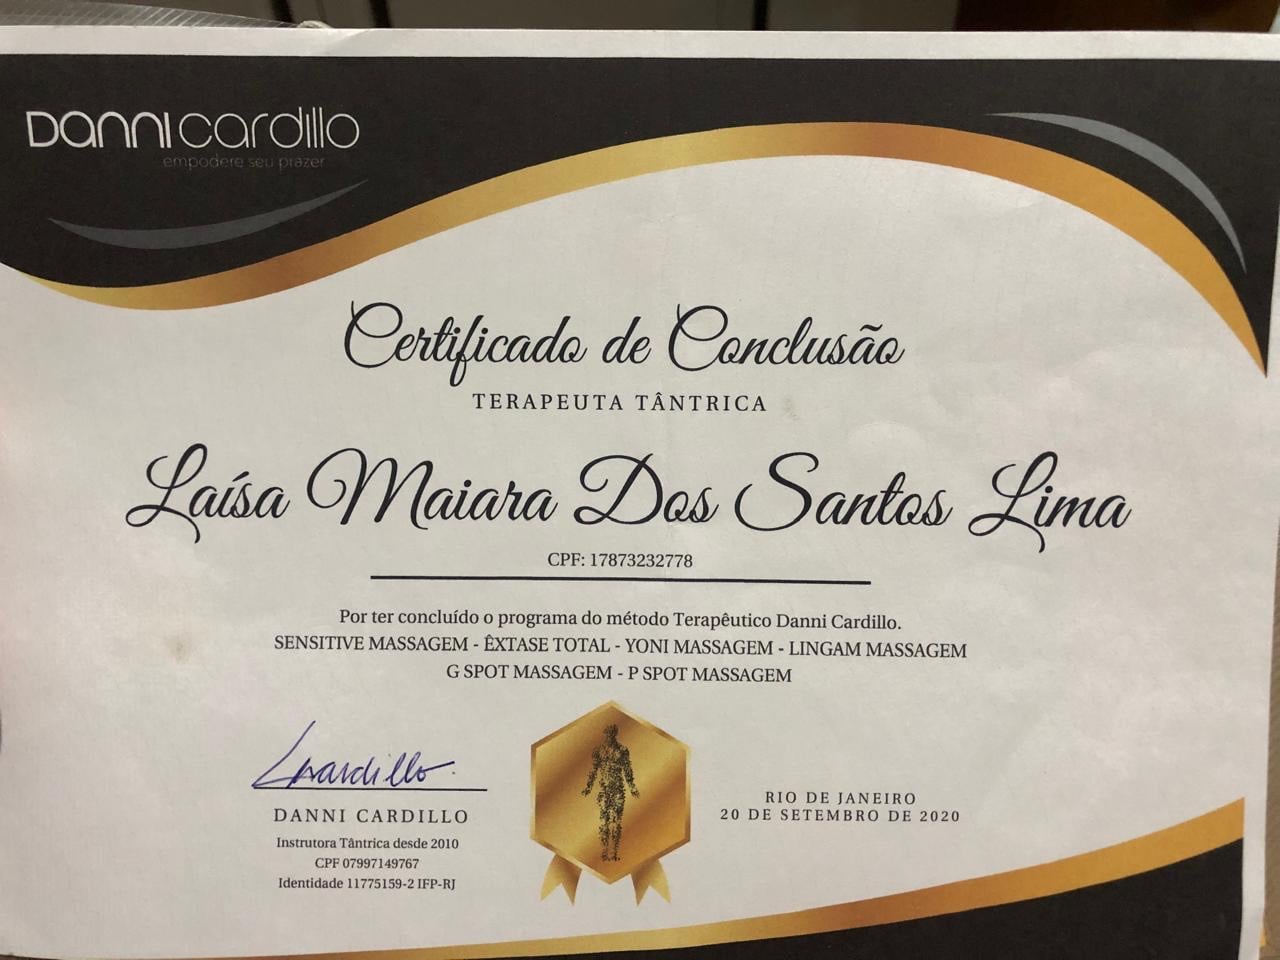 Dannicardillo
empodere seu prazer
Certificado de Conclusão
TERAPEUTA TÂNTRICA
Laísa Maiara Dos Santos Lima
CPF: 17873232778
Por ter concluído o programa do método Terapêutico Danni Cardillo.
SENSITIVE MASSAGEM - ÊXTASE TOTAL - YONI MASSAGEM - LINGAM MASSAGEM
G SPOT MASSAGEM - P SPOT MASSAGEM
DANNI CARDILLO
Instrutora Tântrica desde 2010
CPF 07997149767
Identidade 11775159-2 IFP-RJ
RIO DE JANEIRO
20 DE SETEMBRO DE 2020